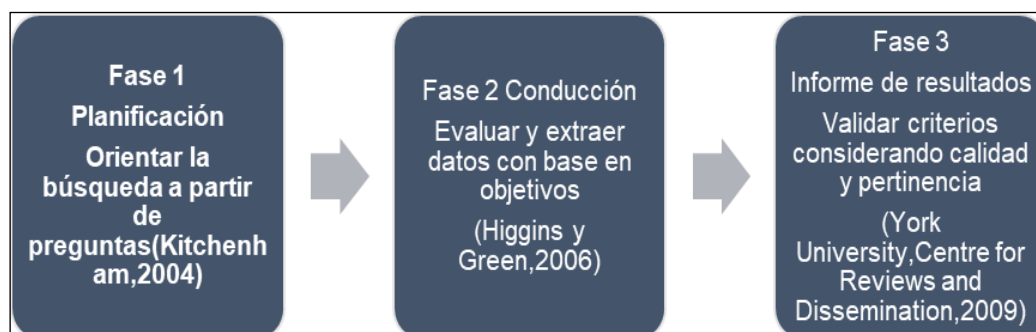 Fase 1
Planificación
Orientar la
búsqueda a partir
de
preguntas(Kitchenh
am,2004)
Fase 2 Conducción
Evaluar y extraer
datos con base en
objetivos
(Higgins y
Green,2006)
Fase 3
Informe de resultados
Validar criterios
considerando calidad
y pertinencia
(York
University,Centre for
Reviews and
Dissemination,2009)